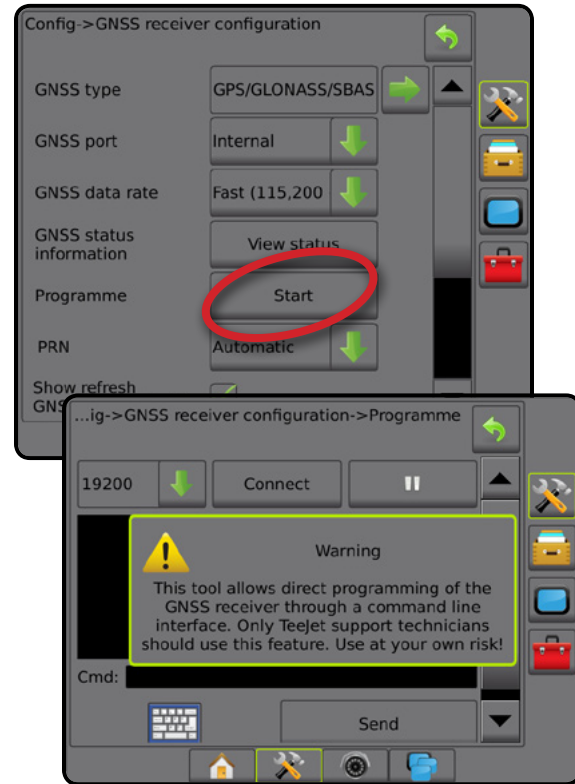 Config->GNSS receiver configuration
GNSS type
GPS/GLONASS/SBAS
GNSS port
Internal
GNSS data rate
Fast (115,200
GNSS status
information
View status
Programme
Start
PRN
Automatic
Show refresh
GNS
...ig->GNSS receiver configuration->Programme
19200
Connect
"
Warning
This tool allows direct programming of the
GNSS receiver through a command line
interface. Only TeeJet support technicians
should use this feature. Use at your own risk!
Cmd:
Send